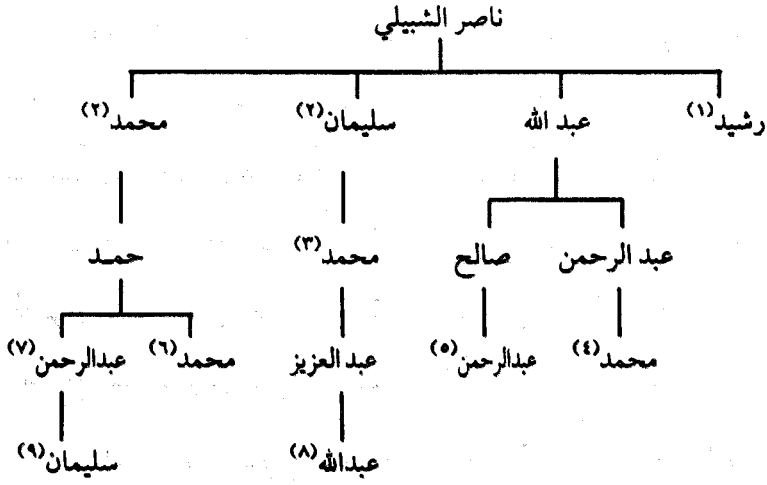 ناصر الشبيلي
رشيد(١) عبد الله سليمان(٢) محمد(٢)
عبد الرحمن صالح محمد(٣) حمـد
محمد(٤) عبدالرحمن(٥) عبد العزيز محمد(٦) عبدالرحمن(٧)
عبدالله(٨) سليمان(٩)